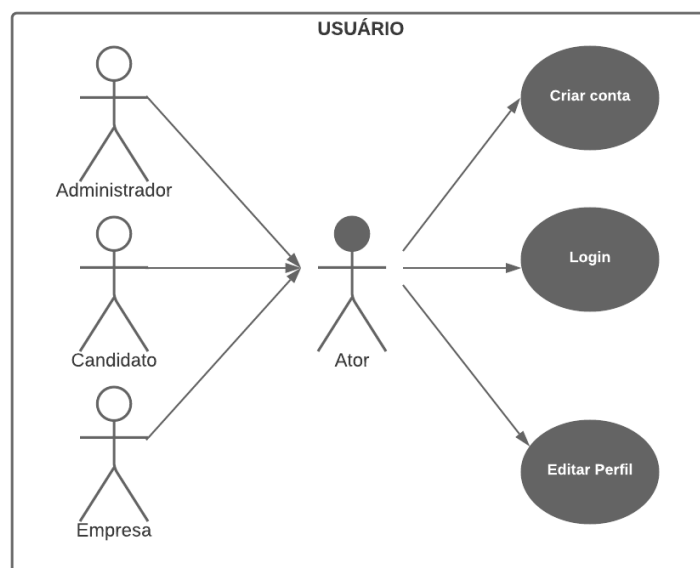 USUÁRIO
Administrador
Candidato
Empresa
Ator
Criar conta
Login
Editar Perfil